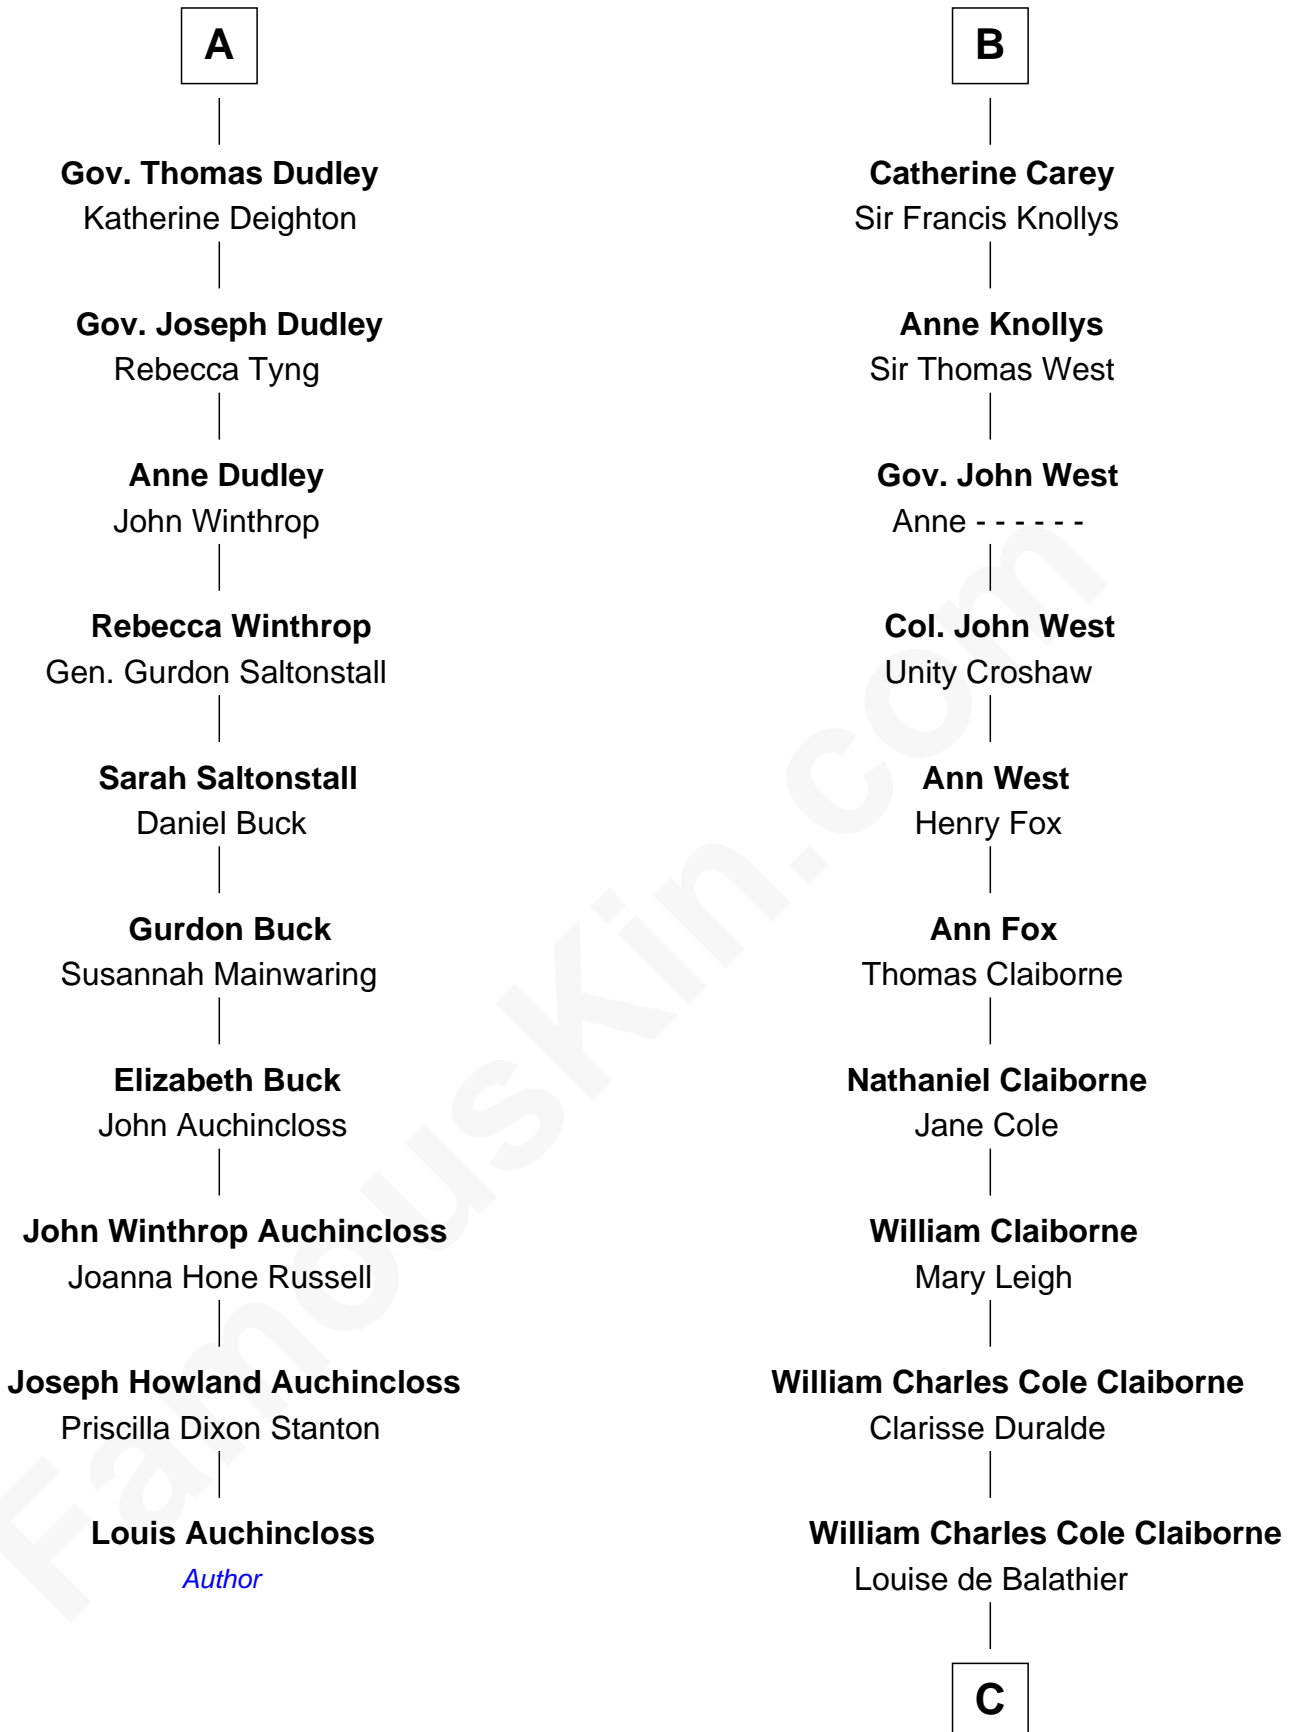 A
Gov. Thomas Dudley
Katherine Deighton
Gov. Joseph Dudley
Rebecca Tyng
Anne Dudley
John Winthrop
Rebecca Winthrop
Gen. Gurdon Saltonstall
Sarah Saltonstall
Daniel Buck
Gurdon Buck
Susannah Mainwaring
Elizabeth Buck
John Auchincloss
John Winthrop Auchincloss
Joanna Hone Russell
Joseph Howland Auchincloss
Priscilla Dixon Stanton
Louis Auchincloss
Author
B
Catherine Carey
Sir Francis Knollys
Anne Knollys
Sir Thomas West
Gov. John West
Anne - - - - - -
Col. John West
Unity Croshaw
Ann West
Henry Fox
Ann Fox
Thomas Claiborne
Nathaniel Claiborne
Jane Cole
William Claiborne
Mary Leigh
William Charles Cole Claiborne
Clarisse Duralde
William Charles Cole Claiborne
Louise de Balathier
C
FamousKin.com